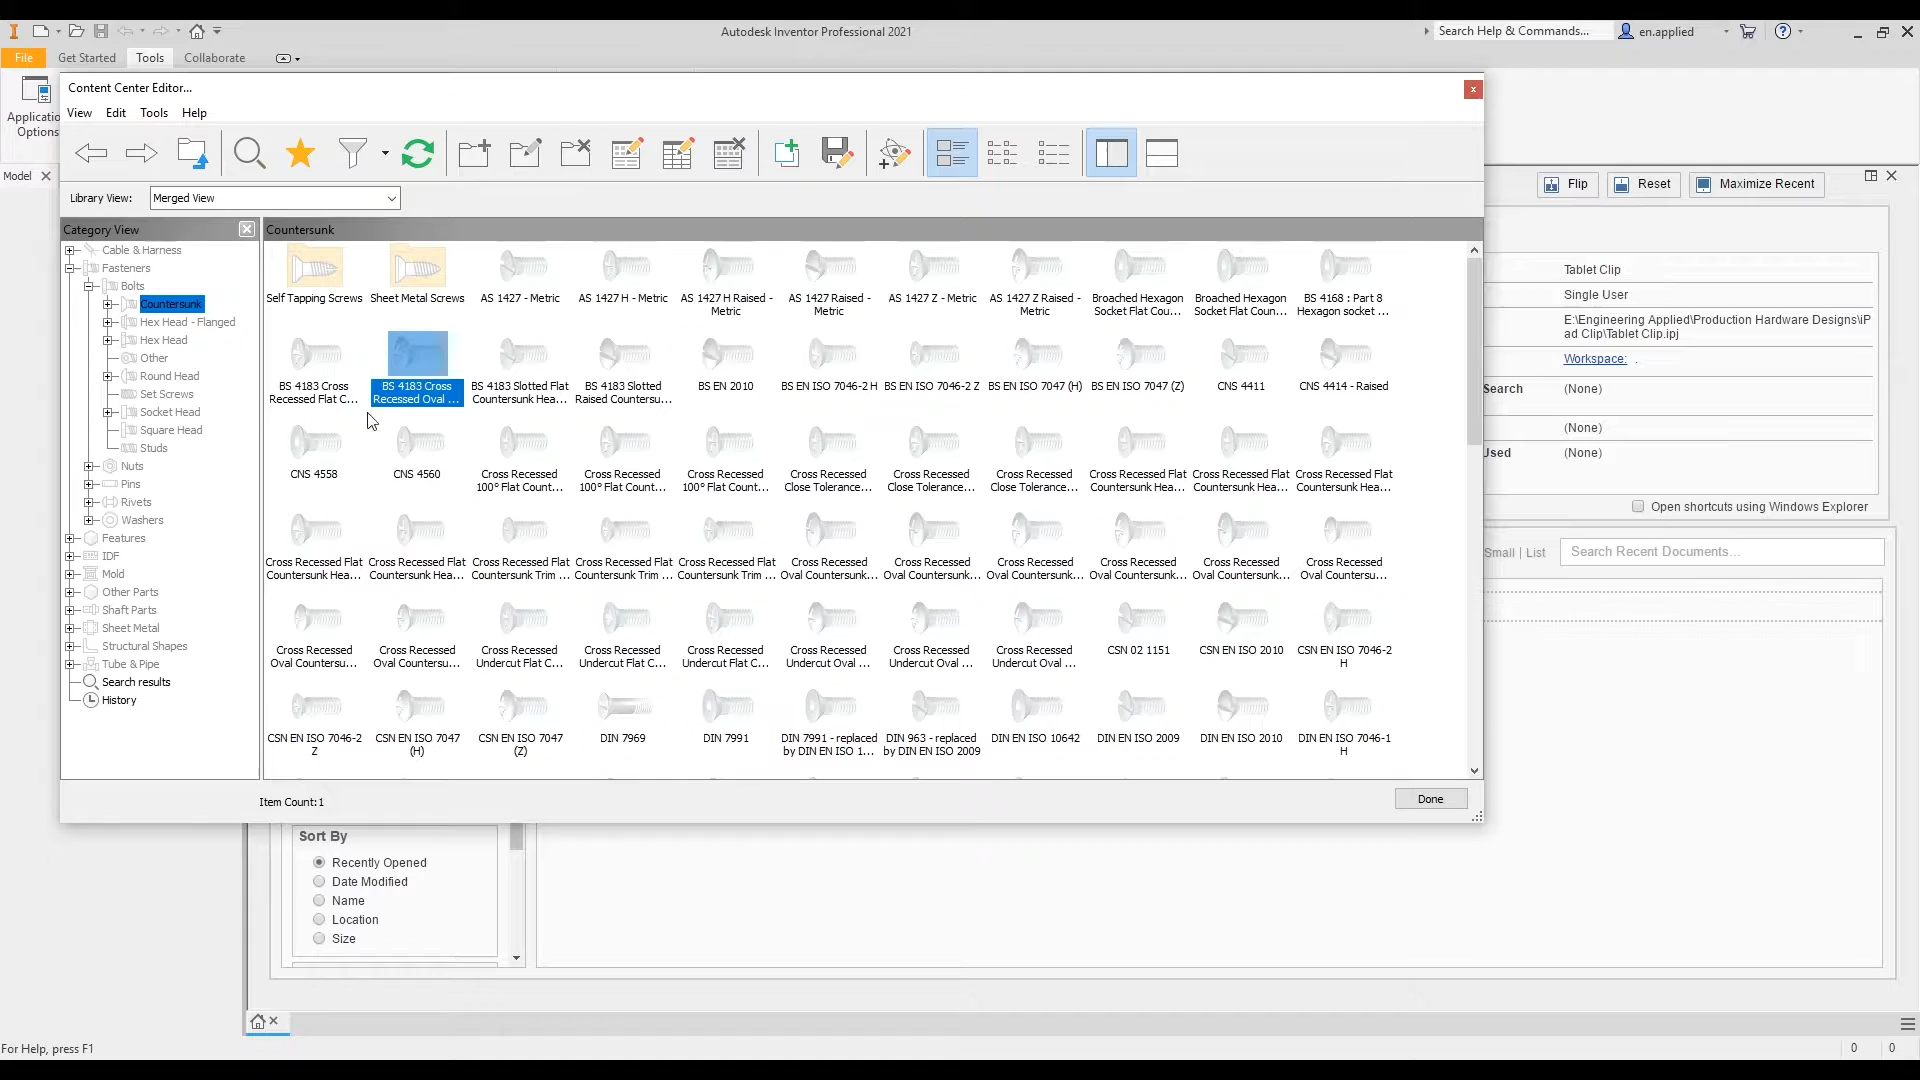 Autodesk Inventor Professional 2021
Search Help & Commands...
en.applied
File
Get Started
Tools
Collaborate
Application
Options
Content Center Editor...
View
Edit
Tools
Help
Model
Library View:
Merged View
Flip
Reset
Maximize Recent
Category View
Cable & Harness
Fasteners
Bolts
Countersunk
Hex Head - Flanged
Hex Head
Other
Round Head
Set Screws
Socket Head
Square Head
Studs
Nuts
Pins
Rivets
Washers
Features
IDF
Mold
Other Parts
Shaft Parts
Sheet Metal
Structural Shapes
Tube & Pipe
Search results
History
Countersunk
Self Tapping Screws
Sheet Metal Screws
AS 1427 - Metric
AS 1427 H - Metric
AS 1427 H Raised -
Metric
AS 1427 Raised -
Metric
AS 1427 Z - Metric
AS 1427 Z Raised -
Metric
Broached Hexagon
Socket Flat Cou...
Broached Hexagon
Socket Flat Coun...
BS 4168 : Part 8
Hexagon socket ...
BS 4183 Cross
Recessed Flat C...
BS 4183 Cross
Recessed Oval ...
BS 4183 Slotted Flat
Countersunk Hea...
BS 4183 Slotted
Raised Countersu...
BS EN 2010
BS EN ISO 7046-2 H
BS EN ISO 7046-2 Z
BS EN ISO 7047 (H)
BS EN ISO 7047 (Z)
CNS 4411
CNS 4414 - Raised
CNS 4558
CNS 4560
Cross Recessed
100° Flat Count...
Cross Recessed
100° Flat Count...
Cross Recessed
100° Flat Count...
Cross Recessed
Close Tolerance...
Cross Recessed
Close Tolerance...
Cross Recessed
Close Tolerance...
Cross Recessed Flat
Countersunk Hea...
Cross Recessed Flat
Countersunk Hea...
Cross Recessed Flat
Countersunk Hea...
Cross Recessed Flat
Countersunk Hea...
Cross Recessed Flat
Countersunk Hea...
Cross Recessed Flat
Countersunk Trim ...
Cross Recessed Flat
Countersunk Trim ...
Cross Recessed Flat
Countersunk Trim ...
Cross Recessed
Oval Countersunk...
Cross Recessed
Oval Countersunk...
Cross Recessed
Oval Countersunk...
Cross Recessed
Oval Countersunk...
Cross Recessed
Oval Countersunk...
Cross Recessed
Oval Countersu...
Cross Recessed
Oval Countersu...
Cross Recessed
Oval Countersu...
Cross Recessed
Undercut Flat C...
Cross Recessed
Undercut Flat C...
Cross Recessed
Undercut Flat C...
Cross Recessed
Undercut Oval ...
Cross Recessed
Undercut Oval ...
Cross Recessed
Undercut Oval ...
CSN 02 1151
CSN EN ISO 2010
CSN EN ISO 7046-2
H
CSN EN ISO 7046-2
Z
CSN EN ISO 7047
(H)
CSN EN ISO 7047
(Z)
DIN 7969
DIN 7991
DIN 7991 - replaced
by DIN EN ISO 1...
DIN 963 - replaced
by DIN EN ISO 2009
DIN EN ISO 10642
DIN EN ISO 2009
DIN EN ISO 2010
DIN EN ISO 7046-1
H
Item Count:1
Done
Tablet Clip
Single User
E:\Engineering Applied\Production Hardware Designs\iP
ad Clip\Tablet Clip.ipj
Workspace: .
Search
(None)
(None)
Used
(None)
Open shortcuts using Windows Explorer
Small | List
Search Recent Documents...
Sort By
Recently Opened
Date Modified
Name
Location
Size
For Help, press F1
0
0